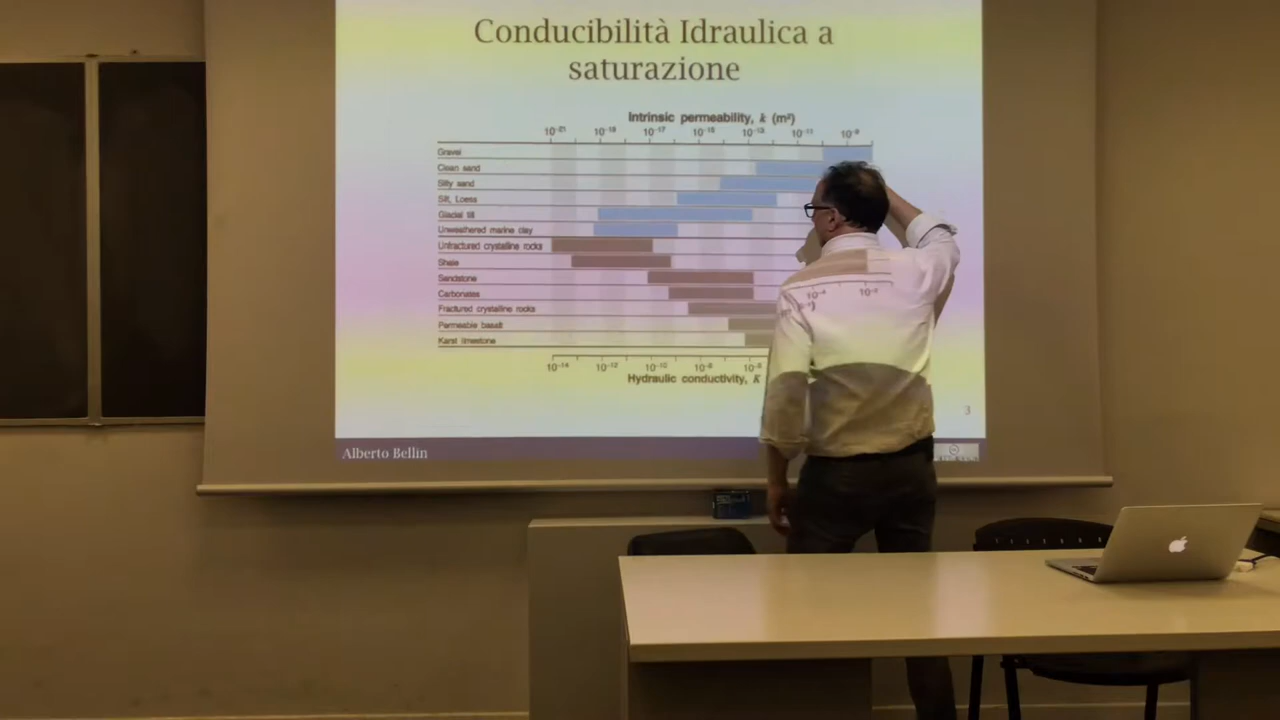 Conducibilità Idraulica a
saturazione
Intrinsic permeability, k (m²)
10⁻²¹ 10⁻¹⁹ 10⁻¹⁷ 10⁻¹⁵ 10⁻¹³ 10⁻¹¹ 10⁻⁹
Gravel
Clean sand
Silty sand
Silt, Loess
Glacial till
Unweathered marine clay
Unfractured crystalline rocks
Shale
Sandstone
Carbonates
Fractured crystalline rocks
Permeable basalt
Karst limestone
10⁻¹⁴ 10⁻¹² 10⁻¹⁰ 10⁻⁸ 10⁻⁶ 10⁻⁴ 10⁻²
Hydraulic conductivity, K
3
Alberto Bellin